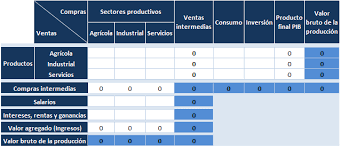 Compras
Ventas
Sectores productivos
Agrícola Industrial Servicios
Ventas intermedias
Consumo
Inversión
Producto final PIB
Valor bruto de la producción
Productos
Agrícola 0 0 0
Industrial 0 0 0
Servicios 0 0 0
Compras intermedias 0 0 0 0 0 0 0 0
Salarios 0
Intereses, rentas y ganancias 0
Valor agregado (Ingresos) 0 0 0 0
Valor bruto de la producción 0 0 0 0